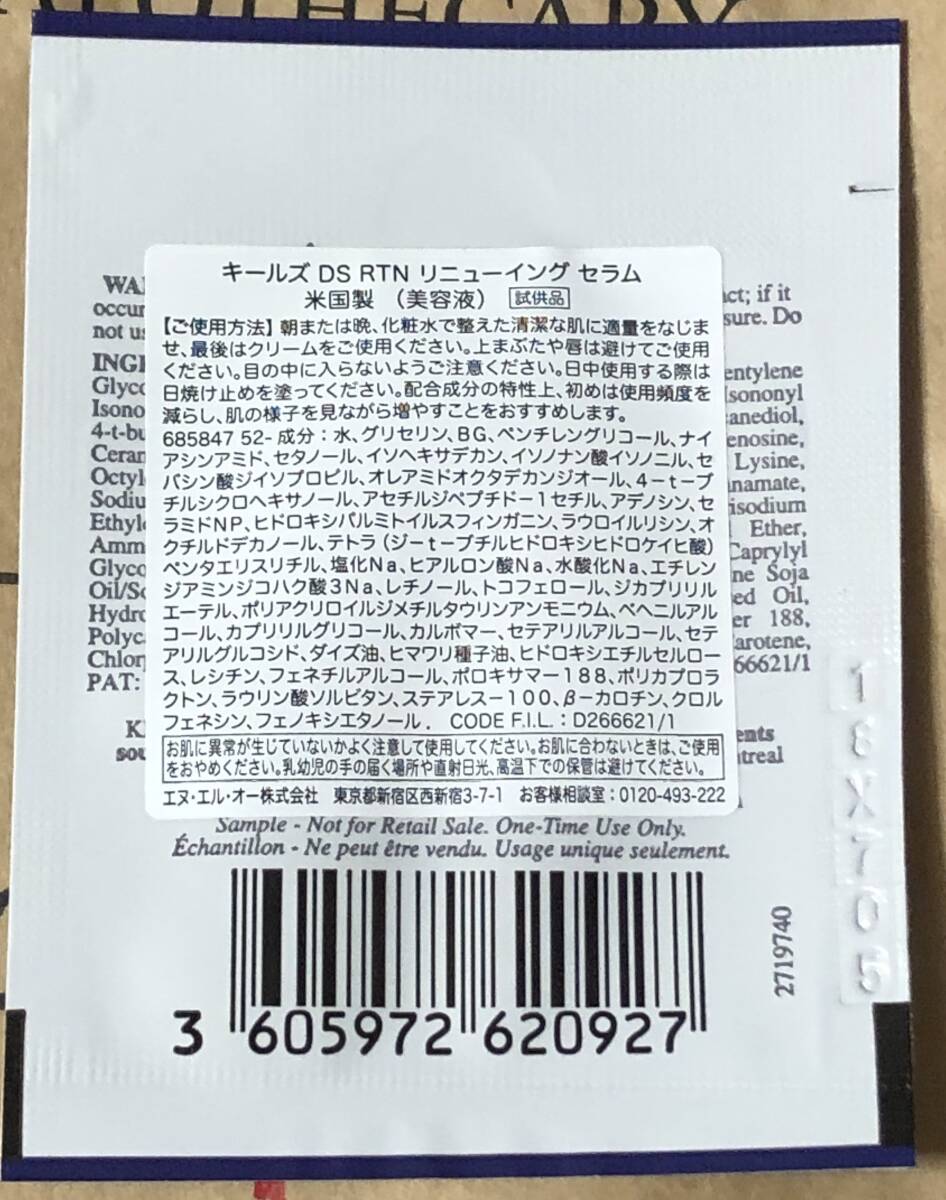 APOTHECARY
キールズ DS RTN リニューイング セラム
米国製 (美容液) 試供品
【ご使用方法】朝または晩、化粧水で整えた清潔な肌に適量をなじま
せ、最後はクリームをご使用ください。上まぶたや唇は避けてご使用
ください。目の中に入らないようご注意ください。日中使用する際は
日焼け止めを塗ってください。配合成分の特性上、初めは使用頻度を
減らし、肌の様子を見ながら増やすことをおすすめします。
685847 52- 成分：水、グリセリン、BG、ペンチレングリコール、ナイ
アシンアミド、セタノール、イソヘキサデカン、イソノナン酸イソノニル、セ
バシン酸ジイソプロピル、オレアミドオクタデカンジオール、4－t－ブ
チルシクロヘキサノール、アセチルジペプチド－1セチル、アデノシン、セ
ラミドNP、ヒドロキシパルミトイルスフィンガニン、ラウロイルリシン、オ
クチルドデカノール、テトラ（ジーt－ブチルヒドロキシヒドロケイヒ酸）
ペンタエリスリチル、塩化Na、ヒアルロン酸Na、水酸化Na、エチレン
ジアミンジコハク酸3Na、レチノール、トコフェロール、ジカプリリル
エーテル、ポリアクリロイルジメチルタウリンアンモニウム、ベヘニルアル
コール、カプリリルグリコール、カルボマー、セテアリルアルコール、セテ
アリルグルコシド、ダイズ油、ヒマワリ種子油、ヒドロキシエチルセルロー
ス、レシチン、フェネチルアルコール、ポロキサマー188、ポリカプロラ
クトン、ラウリン酸ソルビタン、ステアレス－100、β－カロチン、クロル
フェネシン、フェノキシエタノール． CODE F.I.L. : D266621/1
お肌に異常が生じていないかよく注意して使用してください。お肌に合わないときは、ご使用
をおやめください。乳幼児の手の届く場所や直射日光、高温下での保管は避けてください。
エヌ・エル・オー株式会社 東京都新宿区西新宿3-7-1 お客様相談室：0120-493-222
if it
occur
Do
not
Glyco
Isono
4-t-bu
Lysine,
Octyl
Ether,
Soja
Oil,
188,
66621/1
PAT:
Sample - Not for Retail Sale. One-Time Use Only.
Échantillon - Ne peut être vendu. Usage unique seulement.
3 605972 620927
2719740
18X705